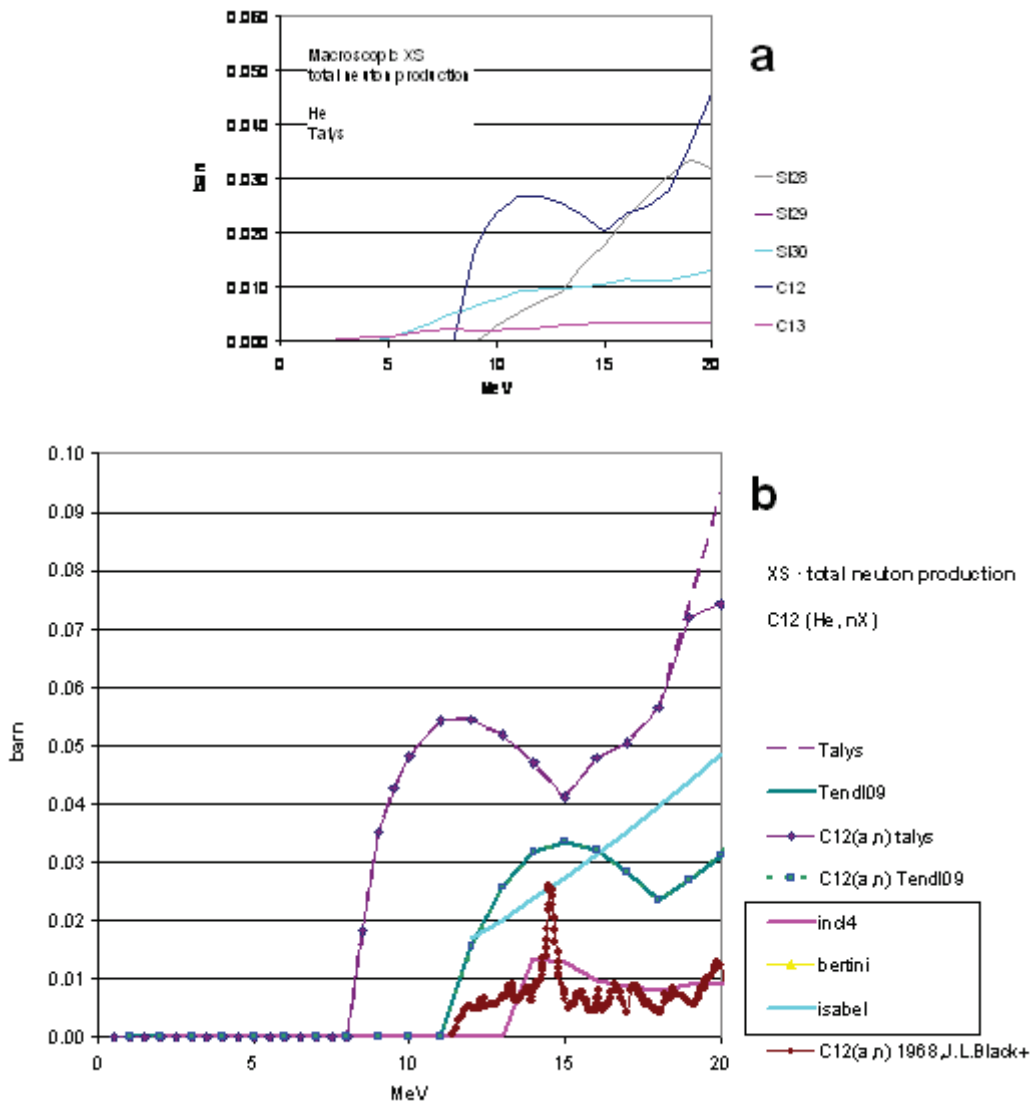 0.060
0.050
0.040
0.030
0.020
0.010
0.000
barn
Macroscopic XS
total neuton production
He
Talys
0 5 10 15 20
MeV
a
SI28
SI29
SI30
C12
C13
0.10
0.09
0.08
0.07
0.06
0.05
0.04
0.03
0.02
0.01
0.00
barn
0 5 10 15 20
MeV
b
XS - total neuton production
C12 (He, nX)
Talys
Tendl09
C12(a,n) talys
C12(a,n) Tendl09
incl4
bertini
isabel
C12(a,n) 1968,J.L.Black+